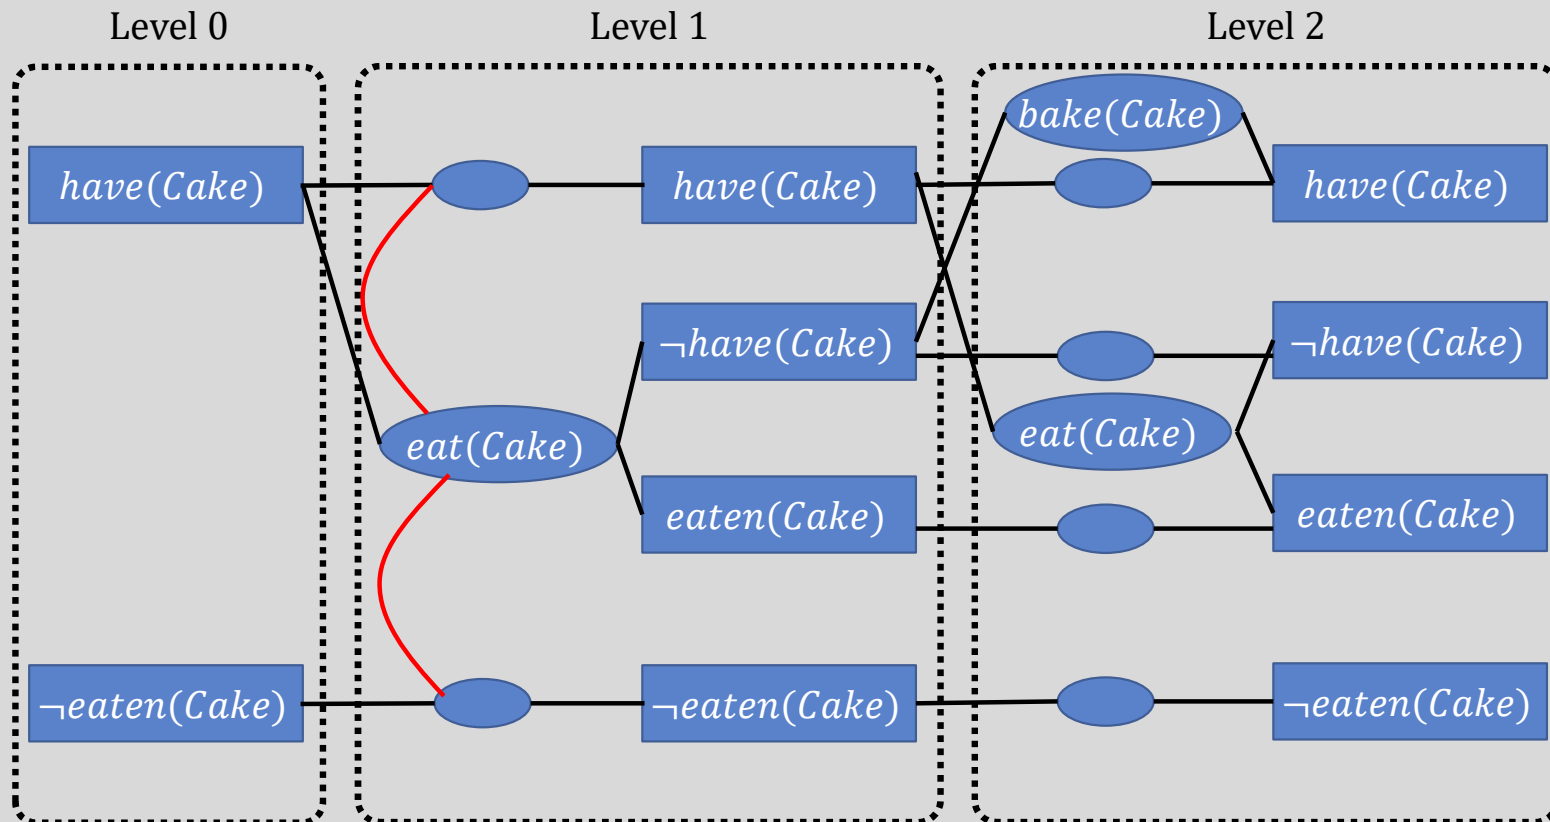 Level 0
Level 1
Level 2
bake(Cake)
have(Cake)
have(Cake)
have(Cake)
¬have(Cake)
¬have(Cake)
eat(Cake)
eat(Cake)
eaten(Cake)
eaten(Cake)
¬eaten(Cake)
¬eaten(Cake)
¬eaten(Cake)